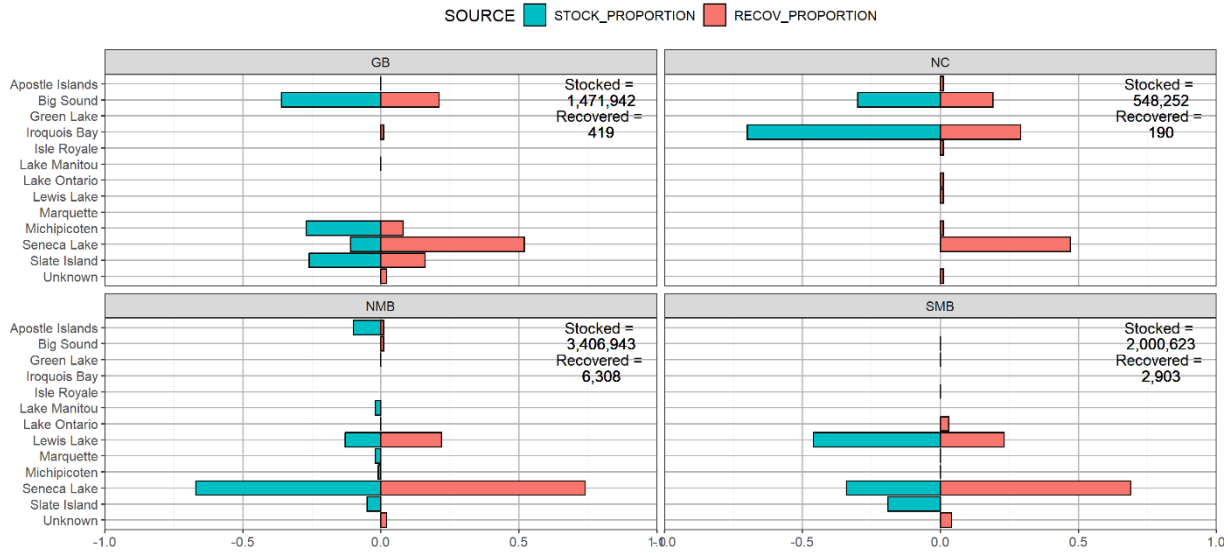 SOURCE STOCK_PROPORTION RECOV_PROPORTION
GB
NC
Apostle Islands
Big Sound
Green Lake
Iroquois Bay
Isle Royale
Lake Manitou
Lake Ontario
Lewis Lake
Marquette
Michipicoten
Seneca Lake
Slate Island
Unknown
Stocked =
1,471,942
Recovered =
419
Stocked =
548,252
Recovered =
190
NMB
SMB
Apostle Islands
Big Sound
Green Lake
Iroquois Bay
Isle Royale
Lake Manitou
Lake Ontario
Lewis Lake
Marquette
Michipicoten
Seneca Lake
Slate Island
Unknown
Stocked =
3,406,943
Recovered =
6,308
Stocked =
2,000,623
Recovered =
2,903
-1.0 -0.5 0.0 0.5 -0.5 0.0 0.5 1.0